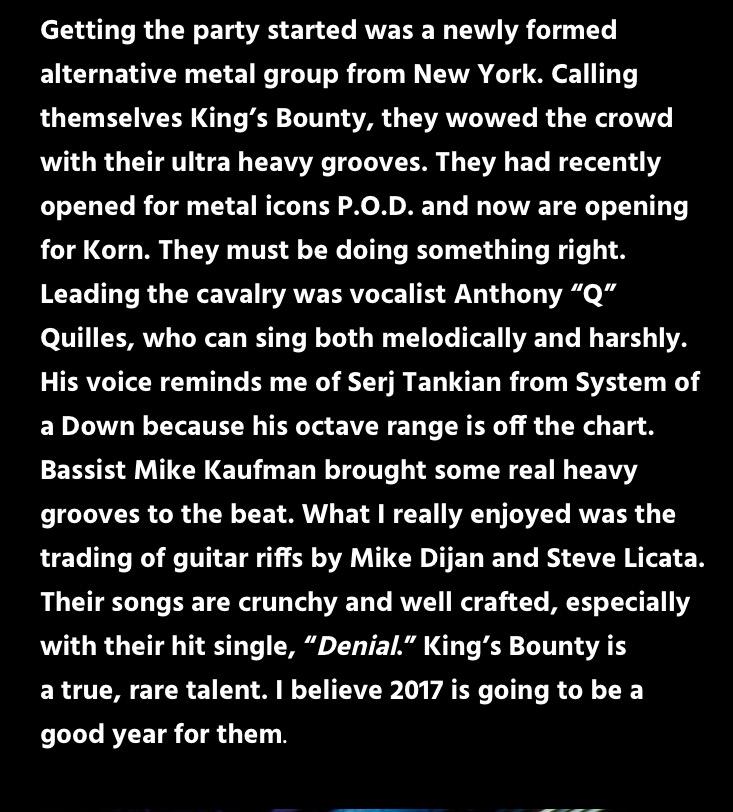 Getting the party started was a newly formed
alternative metal group from New York. Calling
themselves King’s Bounty, they wowed the crowd
with their ultra heavy grooves. They had recently
opened for metal icons P.O.D. and now are opening
for Korn. They must be doing something right.
Leading the cavalry was vocalist Anthony “Q”
Quilles, who can sing both melodically and harshly.
His voice reminds me of Serj Tankian from System of
a Down because his octave range is off the chart.
Bassist Mike Kaufman brought some real heavy
grooves to the beat. What I really enjoyed was the
trading of guitar riffs by Mike Dijan and Steve Licata.
Their songs are crunchy and well crafted, especially
with their hit single, “Denial.” King’s Bounty is
a true, rare talent. I believe 2017 is going to be a
good year for them.